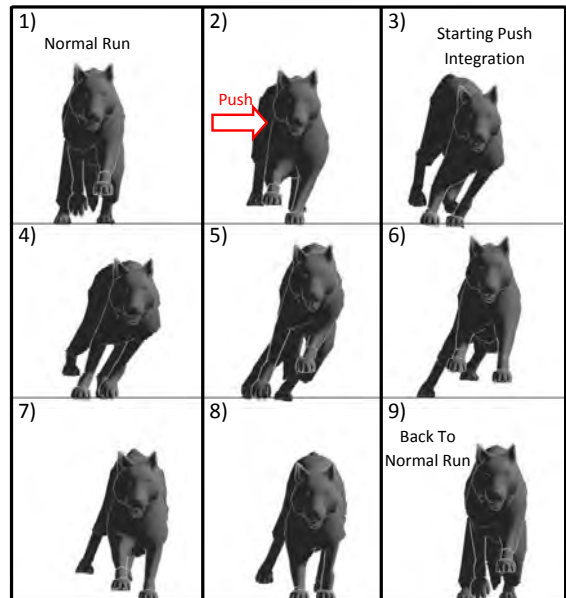 1)
Normal Run
2)
Push
3)
Starting Push
Integration
4)
5)
6)
7)
8)
9)
Back To
Normal Run